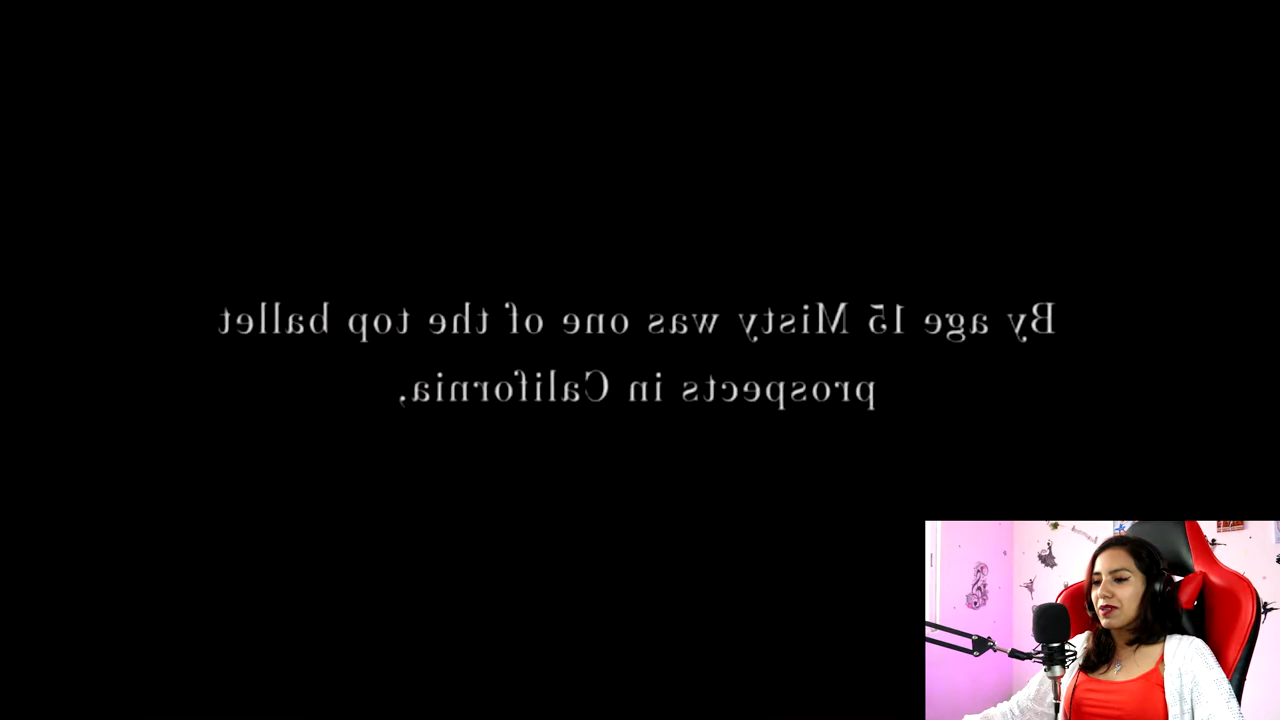 By age 15 Misty was one of the top ballet
prospects in California,